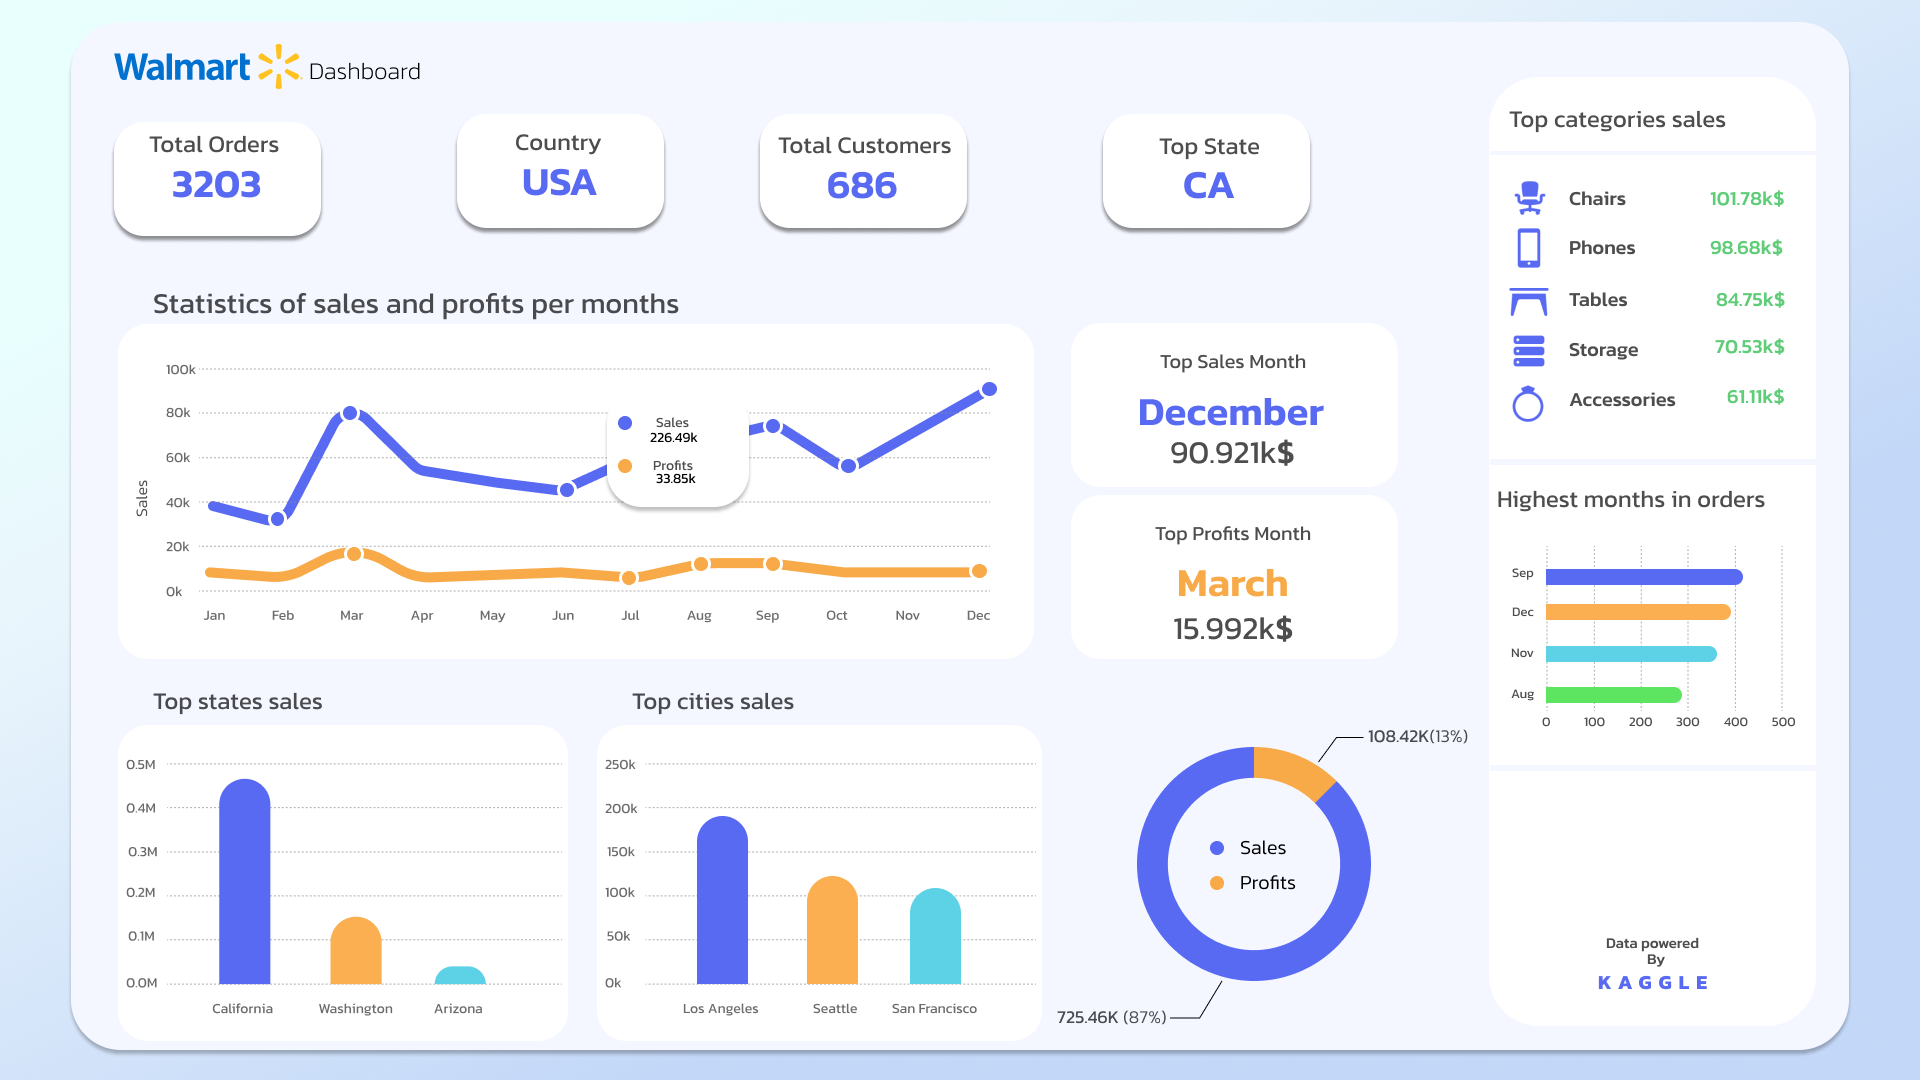 Walmart Dashboard
Total Orders
3203
Country
USA
Total Customers
686
Top State
CA
Top categories sales
Chairs 101.78k$
Phones 98.68k$
Tables 84.75k$
Storage 70.53k$
Accessories 61.11k$
Statistics of sales and profits per months
Sales
100k
80k
60k
40k
20k
0k
Jan Feb Mar Apr May Jun Jul Aug Sep Oct Nov Dec
Sales
226.49k
Profits
33.85k
Top Sales Month
December
90.921k$
Top Profits Month
March
15.992k$
Highest months in orders
Sep
Dec
Nov
Aug
0 100 200 300 400 500
Top states sales
0.5M
0.4M
0.3M
0.2M
0.1M
0.0M
California Washington Arizona
Top cities sales
250k
200k
150k
100k
50k
0k
Los Angeles Seattle San Francisco
108.42K(13%)
Sales
Profits
725.46K (87%)
Data powered
By
KAGGLE